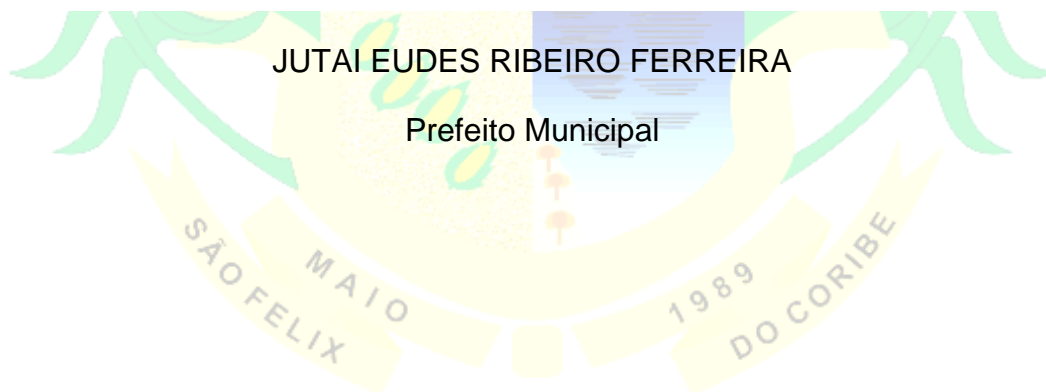 JUTAI EUDES RIBEIRO FERREIRA
Prefeito Municipal
SÃO FELIX
MAIO
1989
DO CORIBE